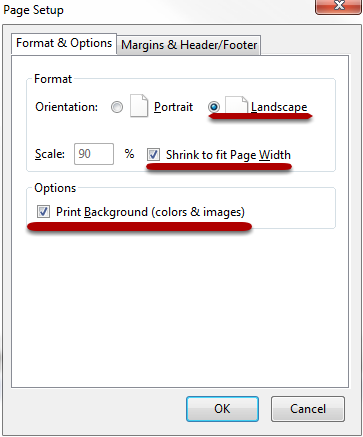 Page Setup
Format & Options
Margins & Header/Footer
Format
Orientation: Portrait Landscape
Scale: 90 % Shrink to fit Page Width
Options
Print Background (colors & images)
OK Cancel